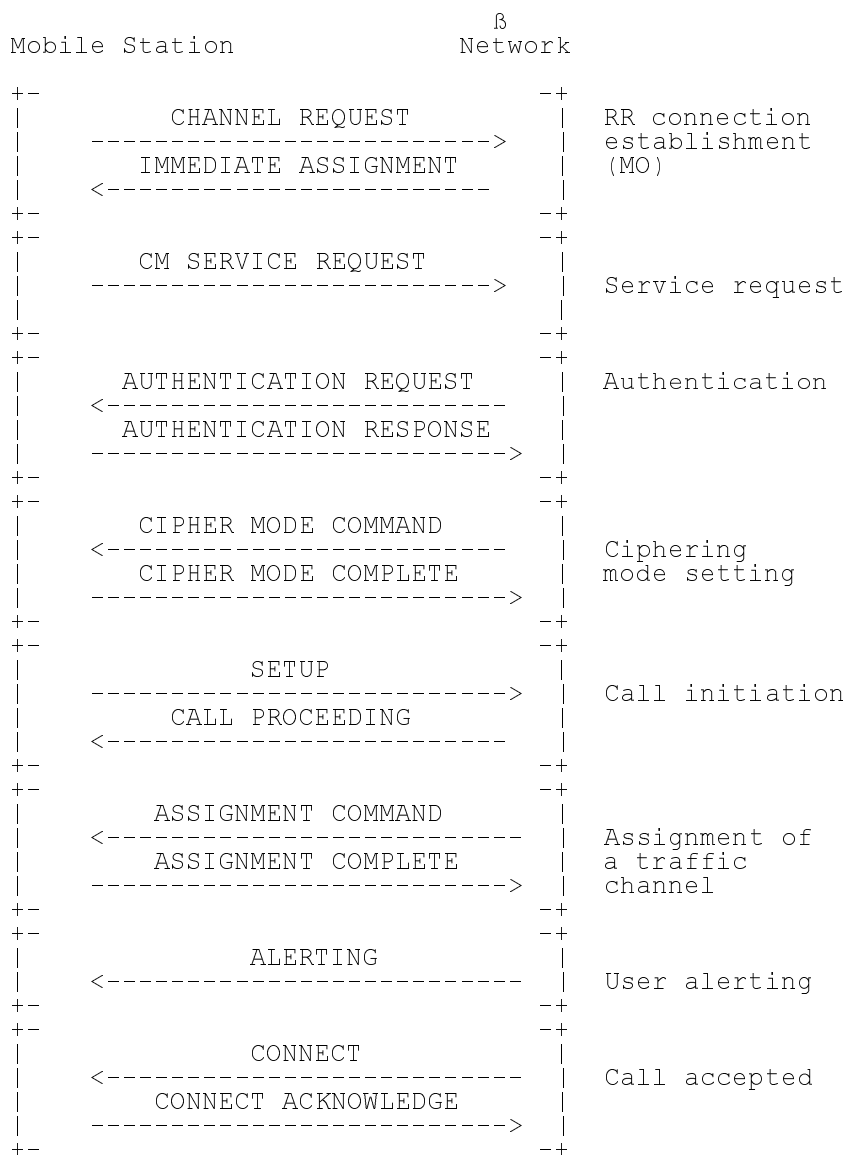 ß
Mobile Station Network
CHANNEL REQUEST RR connection
establishment
IMMEDIATE ASSIGNMENT (MO)
CM SERVICE REQUEST
Service request
AUTHENTICATION REQUEST Authentication
AUTHENTICATION RESPONSE
CIPHER MODE COMMAND
Ciphering
CIPHER MODE COMPLETE mode setting
SETUP
Call initiation
CALL PROCEEDING
ASSIGNMENT COMMAND
Assignment of
ASSIGNMENT COMPLETE a traffic
channel
ALERTING
User alerting
CONNECT
Call accepted
CONNECT ACKNOWLEDGE